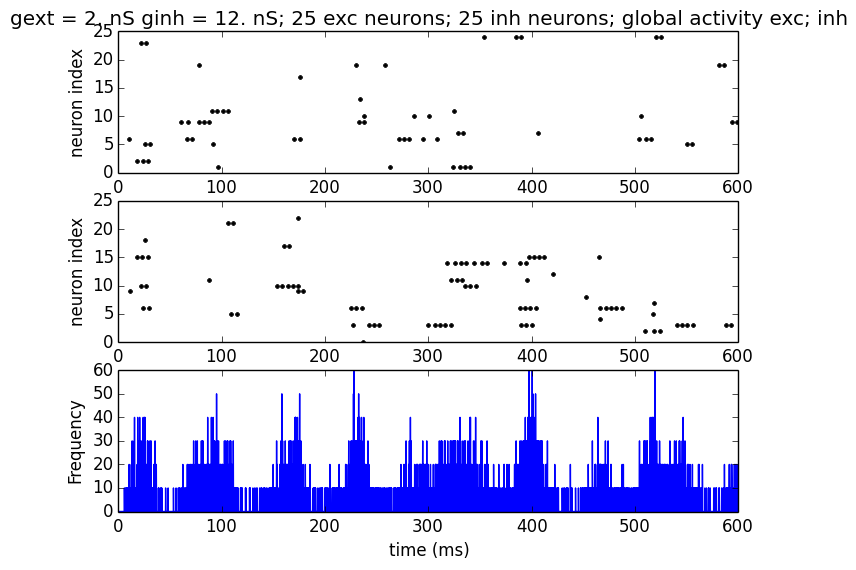 gext = 2. nS ginh = 12. nS; 25 exc neurons; 25 inh neurons; global activity exc; inh
25
20
15
10
5
0
neuron index
0 100 200 300 400 500 600
25
20
15
10
5
0
neuron index
0 100 200 300 400 500 600
60
50
40
30
20
10
0
Frequency
0 100 200 300 400 500 600
time (ms)